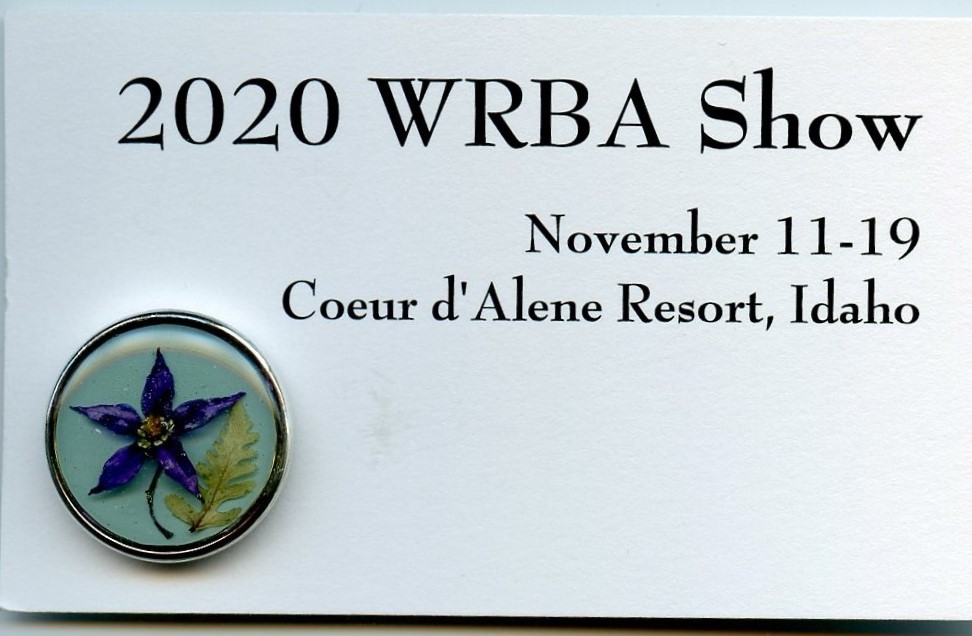 2020 WRBA Show
November 11-19
Coeur d'Alene Resort, Idaho